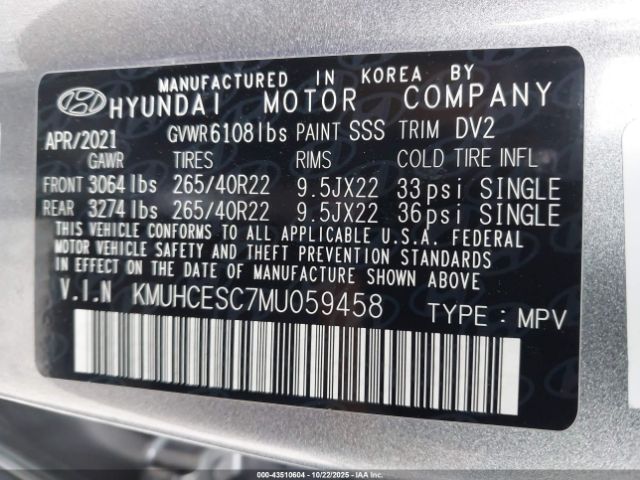 MANUFACTURED IN KOREA BY
HYUNDAI MOTOR COMPANY
APR/2021 GVWR 6108lbs PAINT SSS TRIM DV2
GAWR TIRES RIMS COLD TIRE INFL
FRONT 3064lbs 265/40R22 9.5JX22 33psi SINGLE
REAR 3274lbs 265/40R22 9.5JX22 36psi SINGLE
THIS VEHICLE CONFORMS TO ALL APPLICABLE U.S.A. FEDERAL
MOTOR VEHICLE SAFETY AND THEFT PREVENTION STANDARDS
IN EFFECT ON THE DATE OF MANUFACTURE SHOWN ABOVE
V.I.N KMUHCESC7MU059458 TYPE : MPV
000-43510604 - 10/22/2025 - IAAI.COM